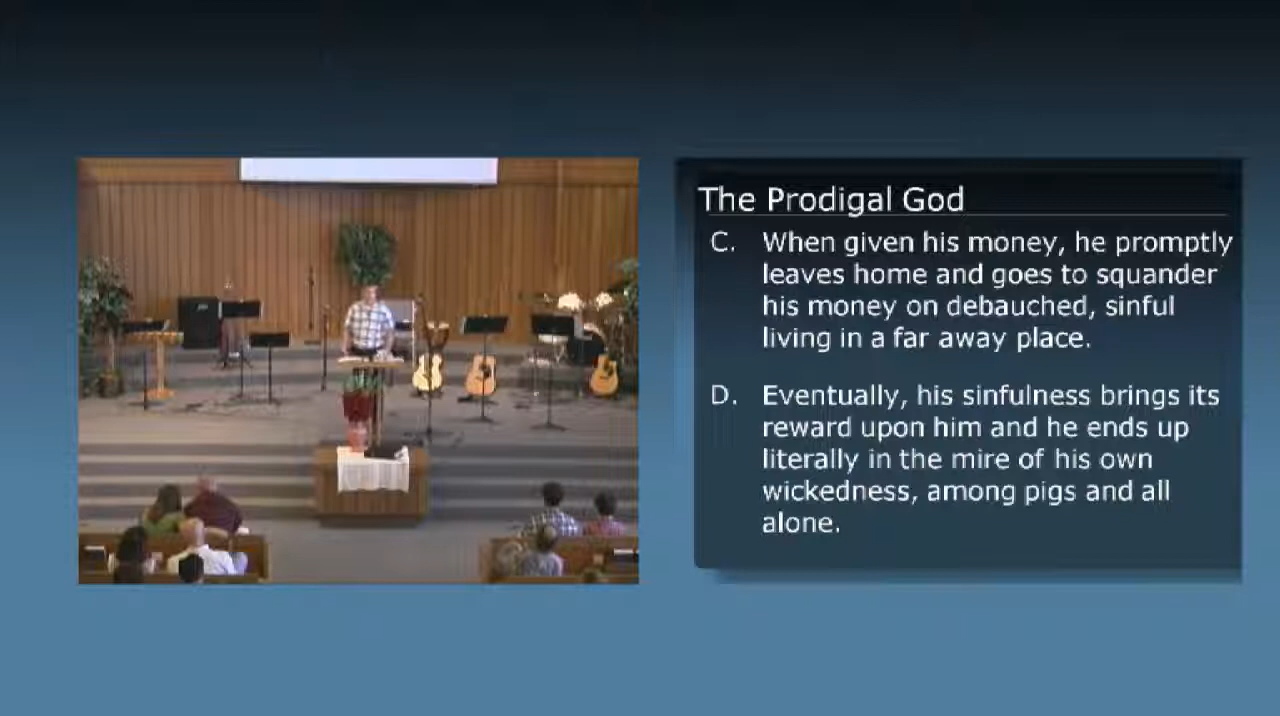 The Prodigal God
C. When given his money, he promptly
leaves home and goes to squander
his money on debauched, sinful
living in a far away place.
D. Eventually, his sinfulness brings its
reward upon him and he ends up
literally in the mire of his own
wickedness, among pigs and all
alone.